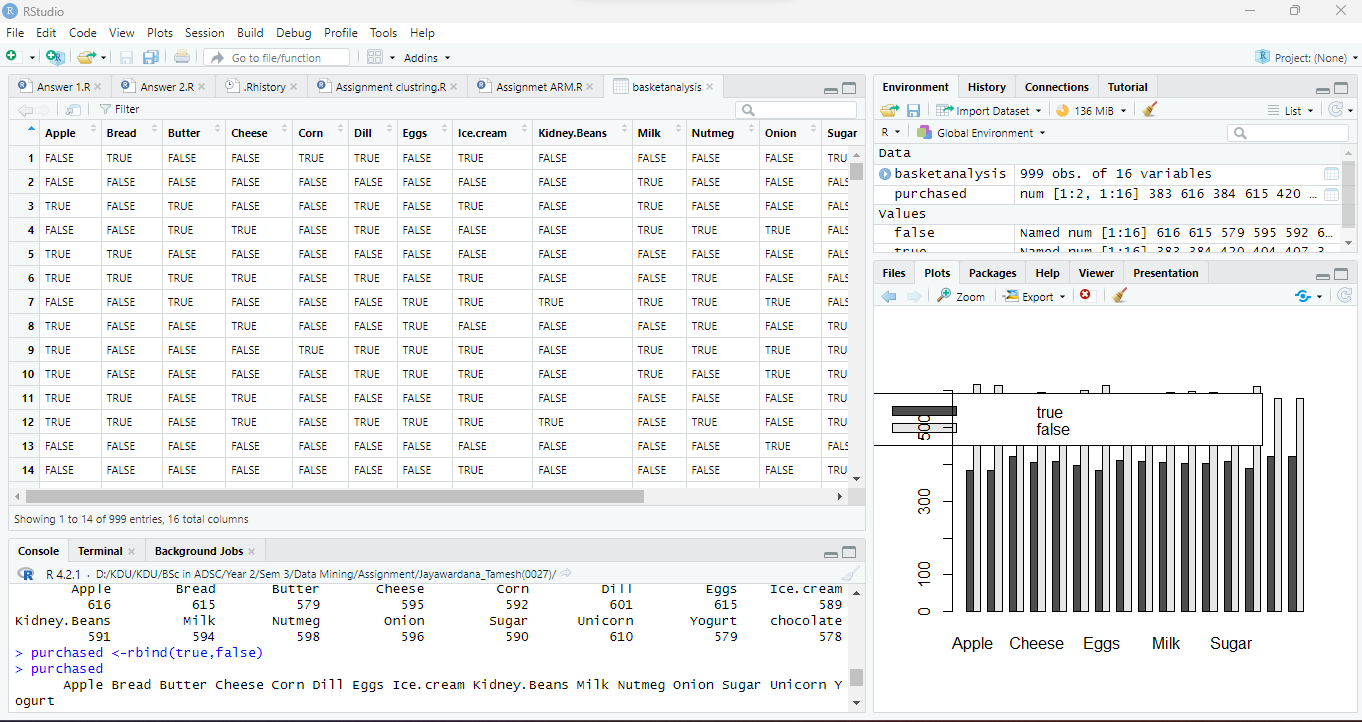 RStudio
File Edit Code View Plots Session Build Debug Profile Tools Help
Go to file/function Addins Project: (None)
Answer 1.R Answer 2.R .Rhistory Assignment clustring.R Assignmet ARM.R basketanalysis
Filter
Apple Bread Butter Cheese Corn Dill Eggs Ice.cream Kidney.Beans Milk Nutmeg Onion Sugar
1 FALSE TRUE FALSE FALSE TRUE TRUE FALSE TRUE FALSE FALSE FALSE FALSE TRU
2 FALSE FALSE FALSE FALSE FALSE FALSE FALSE FALSE FALSE TRUE FALSE FALSE FALS
3 TRUE FALSE TRUE FALSE FALSE TRUE FALSE TRUE FALSE TRUE FALSE FALSE FALS
4 FALSE FALSE TRUE TRUE FALSE TRUE FALSE FALSE FALSE TRUE TRUE TRUE FALS
5 TRUE TRUE FALSE FALSE FALSE FALSE FALSE FALSE FALSE FALSE FALSE FALSE FALS
6 TRUE TRUE TRUE TRUE FALSE TRUE FALSE TRUE FALSE TRUE FALSE FALSE FALS
7 FALSE FALSE TRUE FALSE FALSE FALSE TRUE TRUE TRUE TRUE TRUE TRUE FALS
8 TRUE FALSE FALSE TRUE FALSE FALSE TRUE FALSE FALSE FALSE TRUE FALSE TRU
9 TRUE FALSE FALSE FALSE TRUE TRUE TRUE TRUE FALSE TRUE TRUE TRUE TRU
10 TRUE FALSE FALSE FALSE FALSE TRUE TRUE TRUE FALSE TRUE FALSE TRUE TRU
11 TRUE TRUE FALSE TRUE FALSE TRUE TRUE TRUE FALSE FALSE FALSE TRUE TRU
12 TRUE TRUE FALSE TRUE FALSE FALSE TRUE TRUE TRUE FALSE TRUE FALSE TRU
13 FALSE FALSE FALSE FALSE FALSE FALSE FALSE FALSE FALSE FALSE FALSE TRUE FALS
14 FALSE FALSE FALSE FALSE FALSE FALSE FALSE TRUE FALSE FALSE FALSE FALSE TRU
Showing 1 to 14 of 999 entries, 16 total columns
Console Terminal Background Jobs
R 4.2.1 · D:/KDU/KDU/BSc in ADSC/Year 2/Sem 3/Data Mining/Assignment/Jayawardana_Tamesh(0027)/
Apple Bread Butter Cheese Corn Dill Eggs Ice.cream
616 615 579 595 592 601 615 589
Kidney.Beans Milk Nutmeg Onion Sugar Unicorn Yogurt chocolate
591 594 598 596 590 610 579 578
> purchased <-rbind(true,false)
> purchased
Apple Bread Butter Cheese Corn Dill Eggs Ice.cream Kidney.Beans Milk Nutmeg Onion Sugar Unicorn Y
ogurt
Environment History Connections Tutorial
Import Dataset 136 MiB List
R Global Environment
Data
basketanalysis 999 obs. of 16 variables
purchased num [1:2, 1:16] 383 616 384 615 420 ...
Values
false Named num [1:16] 616 615 579 595 592 6...
true Named num [1:16] 383 384 420 404 407 3
Files Plots Packages Help Viewer Presentation
Zoom Export
true
false
500
300
100
0
Apple Cheese Eggs Milk Sugar